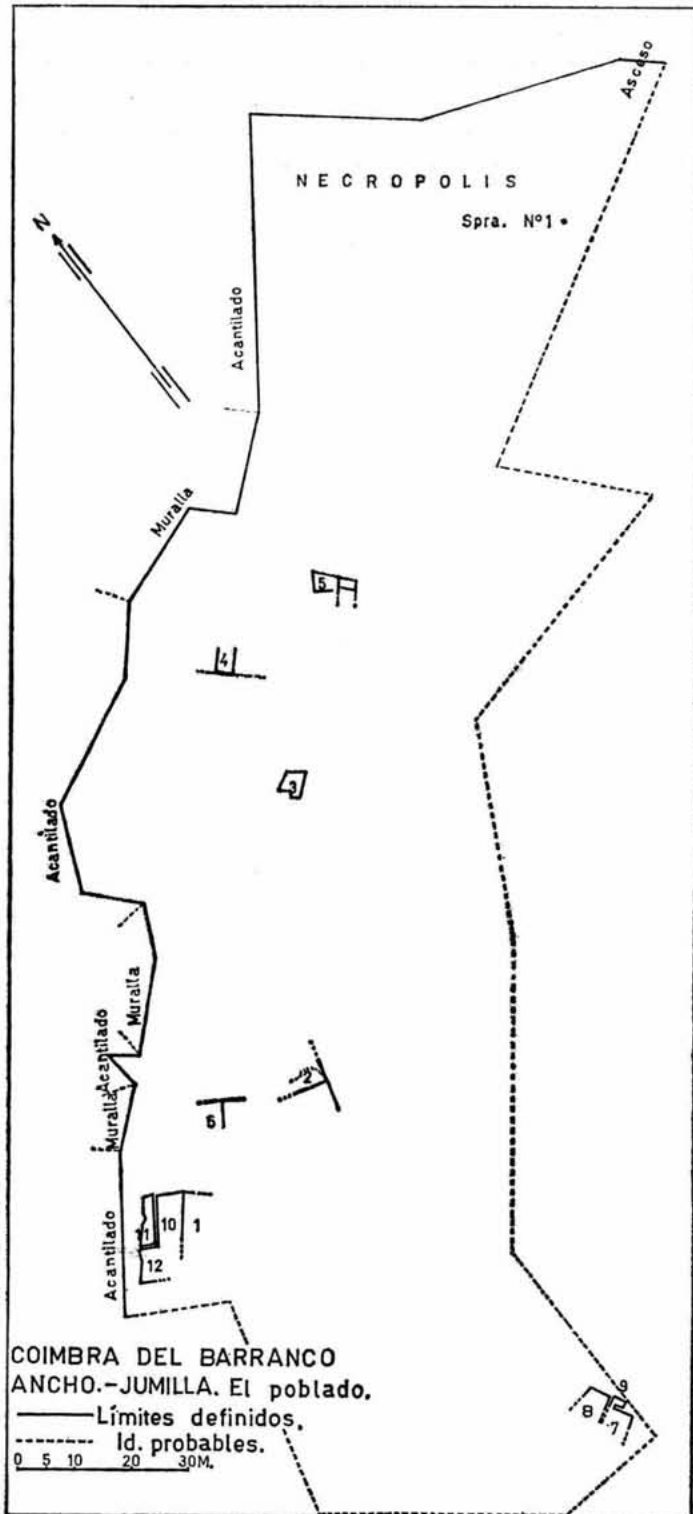 Ascenso
NECROPOLIS
Spra. Nº1
N
Acantilado
Muralla
5
4
3
Acantilado
Muralla
Acantilado
2
Muralla
6
11
10
1
12
Acantilado
9
8
7
COIMBRA DEL BARRANCO
ANCHO.-JUMILLA. El poblado.
Límites definidos.
Id. probables.
0 5 10 20 30M.